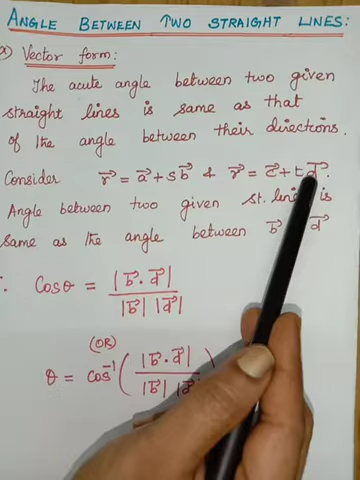 ANGLE BETWEEN TWO STRAIGHT LINES:
a) Vector form:
The acute angle between two given
straight lines is same as that
of the angle between their directions.
Consider r⃗ = a⃗ + s b⃗ & r⃗ = c⃗ + t d⃗.
Angle between two given st. lines is
same as the angle between b⃗ d⃗
∴ Cosθ = |b⃗ · d⃗| / |b⃗| |d⃗|
(OR)
θ = cos⁻¹ ( |b⃗ · d⃗| / |b⃗| |d⃗| )